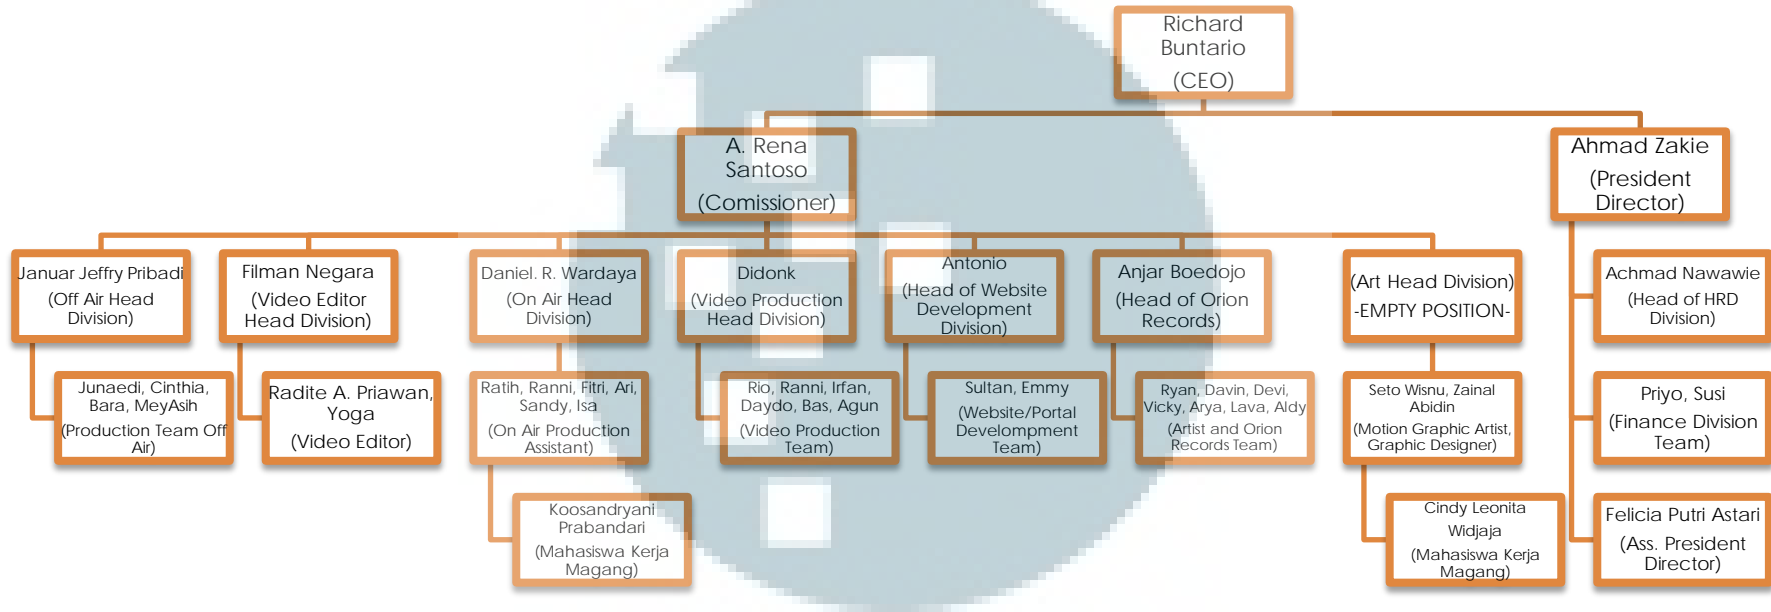 Richard
Buntario
(CEO)
A. Rena
Santoso
(Comissioner)
Ahmad Zakie
(President
Director)
Januar Jeffry Pribadi
(Off Air Head
Division)
Filman Negara
(Video Editor
Head Division)
Daniel. R. Wardaya
(On Air Head
Division)
Didonk
(Video Production
Head Division)
Antonio
(Head of Website
Development
Division)
Anjar Boedojo
(Head of Orion
Records)
(Art Head Division)
-EMPTY POSITION-
Achmad Nawawie
(Head of HRD
Division)
Junaedi, Cinthia,
Bara, MeyAsih
(Production Team Off
Air)
Radite A. Priawan,
Yoga
(Video Editor)
Ratih, Ranni, Fitri, Ari,
Sandy, Isa
(On Air Production
Assistant)
Rio, Ranni, Irfan,
Daydo, Bas, Agun
(Video Production
Team)
Sultan, Emmy
(Website/Portal
Develompment
Team)
Ryan, Davin, Devi,
Vicky, Arya, Lava, Aldy
(Artist and Orion
Records Team)
Seto Wisnu, Zainal
Abidin
(Motion Graphic Artist,
Graphic Designer)
Priyo, Susi
(Finance Division
Team)
Koosandryani
Prabandari
(Mahasiswa Kerja
Magang)
Cindy Leonita
Widjaja
(Mahasiswa Kerja
Magang)
Felicia Putri Astari
(Ass. President
Director)